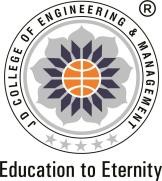 JD COLLEGE OF ENGINEERING & MANAGEMENT
®
Education to Eternity